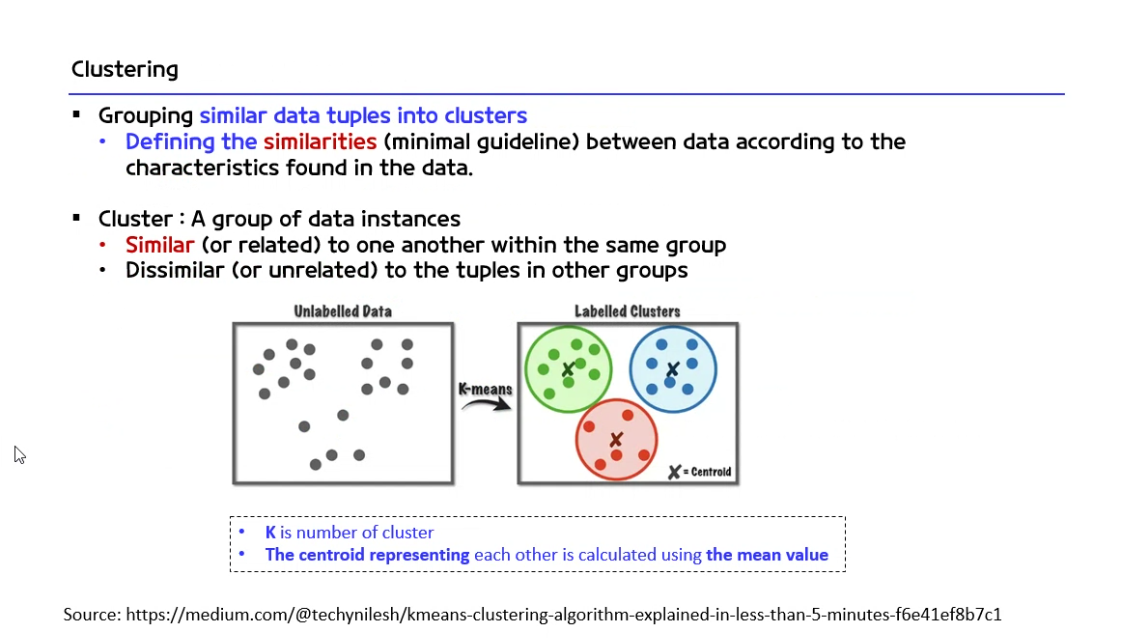 Clustering
▪ Grouping similar data tuples into clusters
• Defining the similarities (minimal guideline) between data according to the
characteristics found in the data.
▪ Cluster : A group of data instances
• Similar (or related) to one another within the same group
• Dissimilar (or unrelated) to the tuples in other groups
Unlabelled Data
K-means
Labelled Clusters
X = Centroid
• K is number of cluster
• The centroid representing each other is calculated using the mean value
Source: https://medium.com/@techynilesh/kmeans-clustering-algorithm-explained-in-less-than-5-minutes-f6e41ef8b7c1